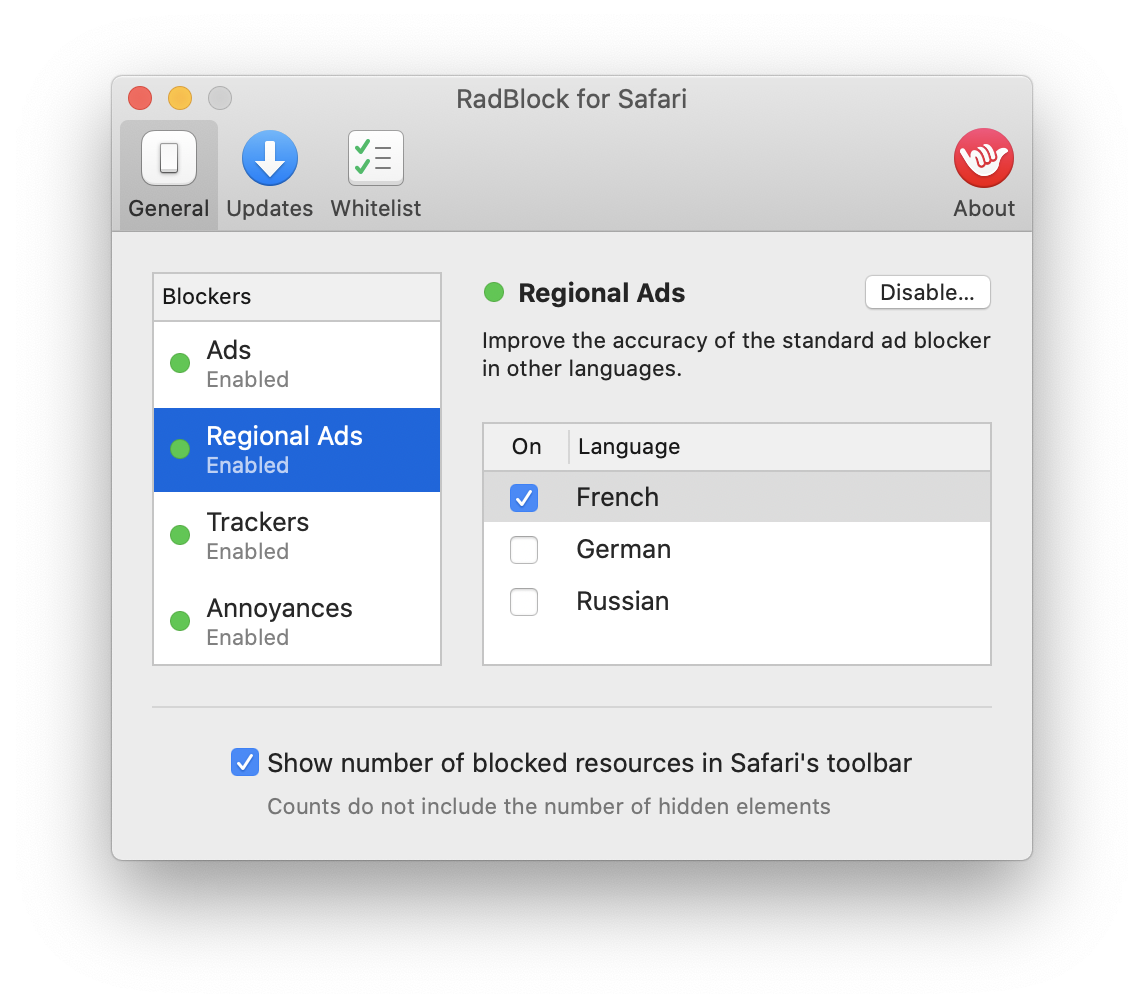 RadBlock for Safari
General
Updates
Whitelist
About
Blockers
Ads
Enabled
Regional Ads
Enabled
Trackers
Enabled
Annoyances
Enabled
Regional Ads
Disable...
Improve the accuracy of the standard ad blocker
in other languages.
On Language
French
German
Russian
Show number of blocked resources in Safari's toolbar
Counts do not include the number of hidden elements